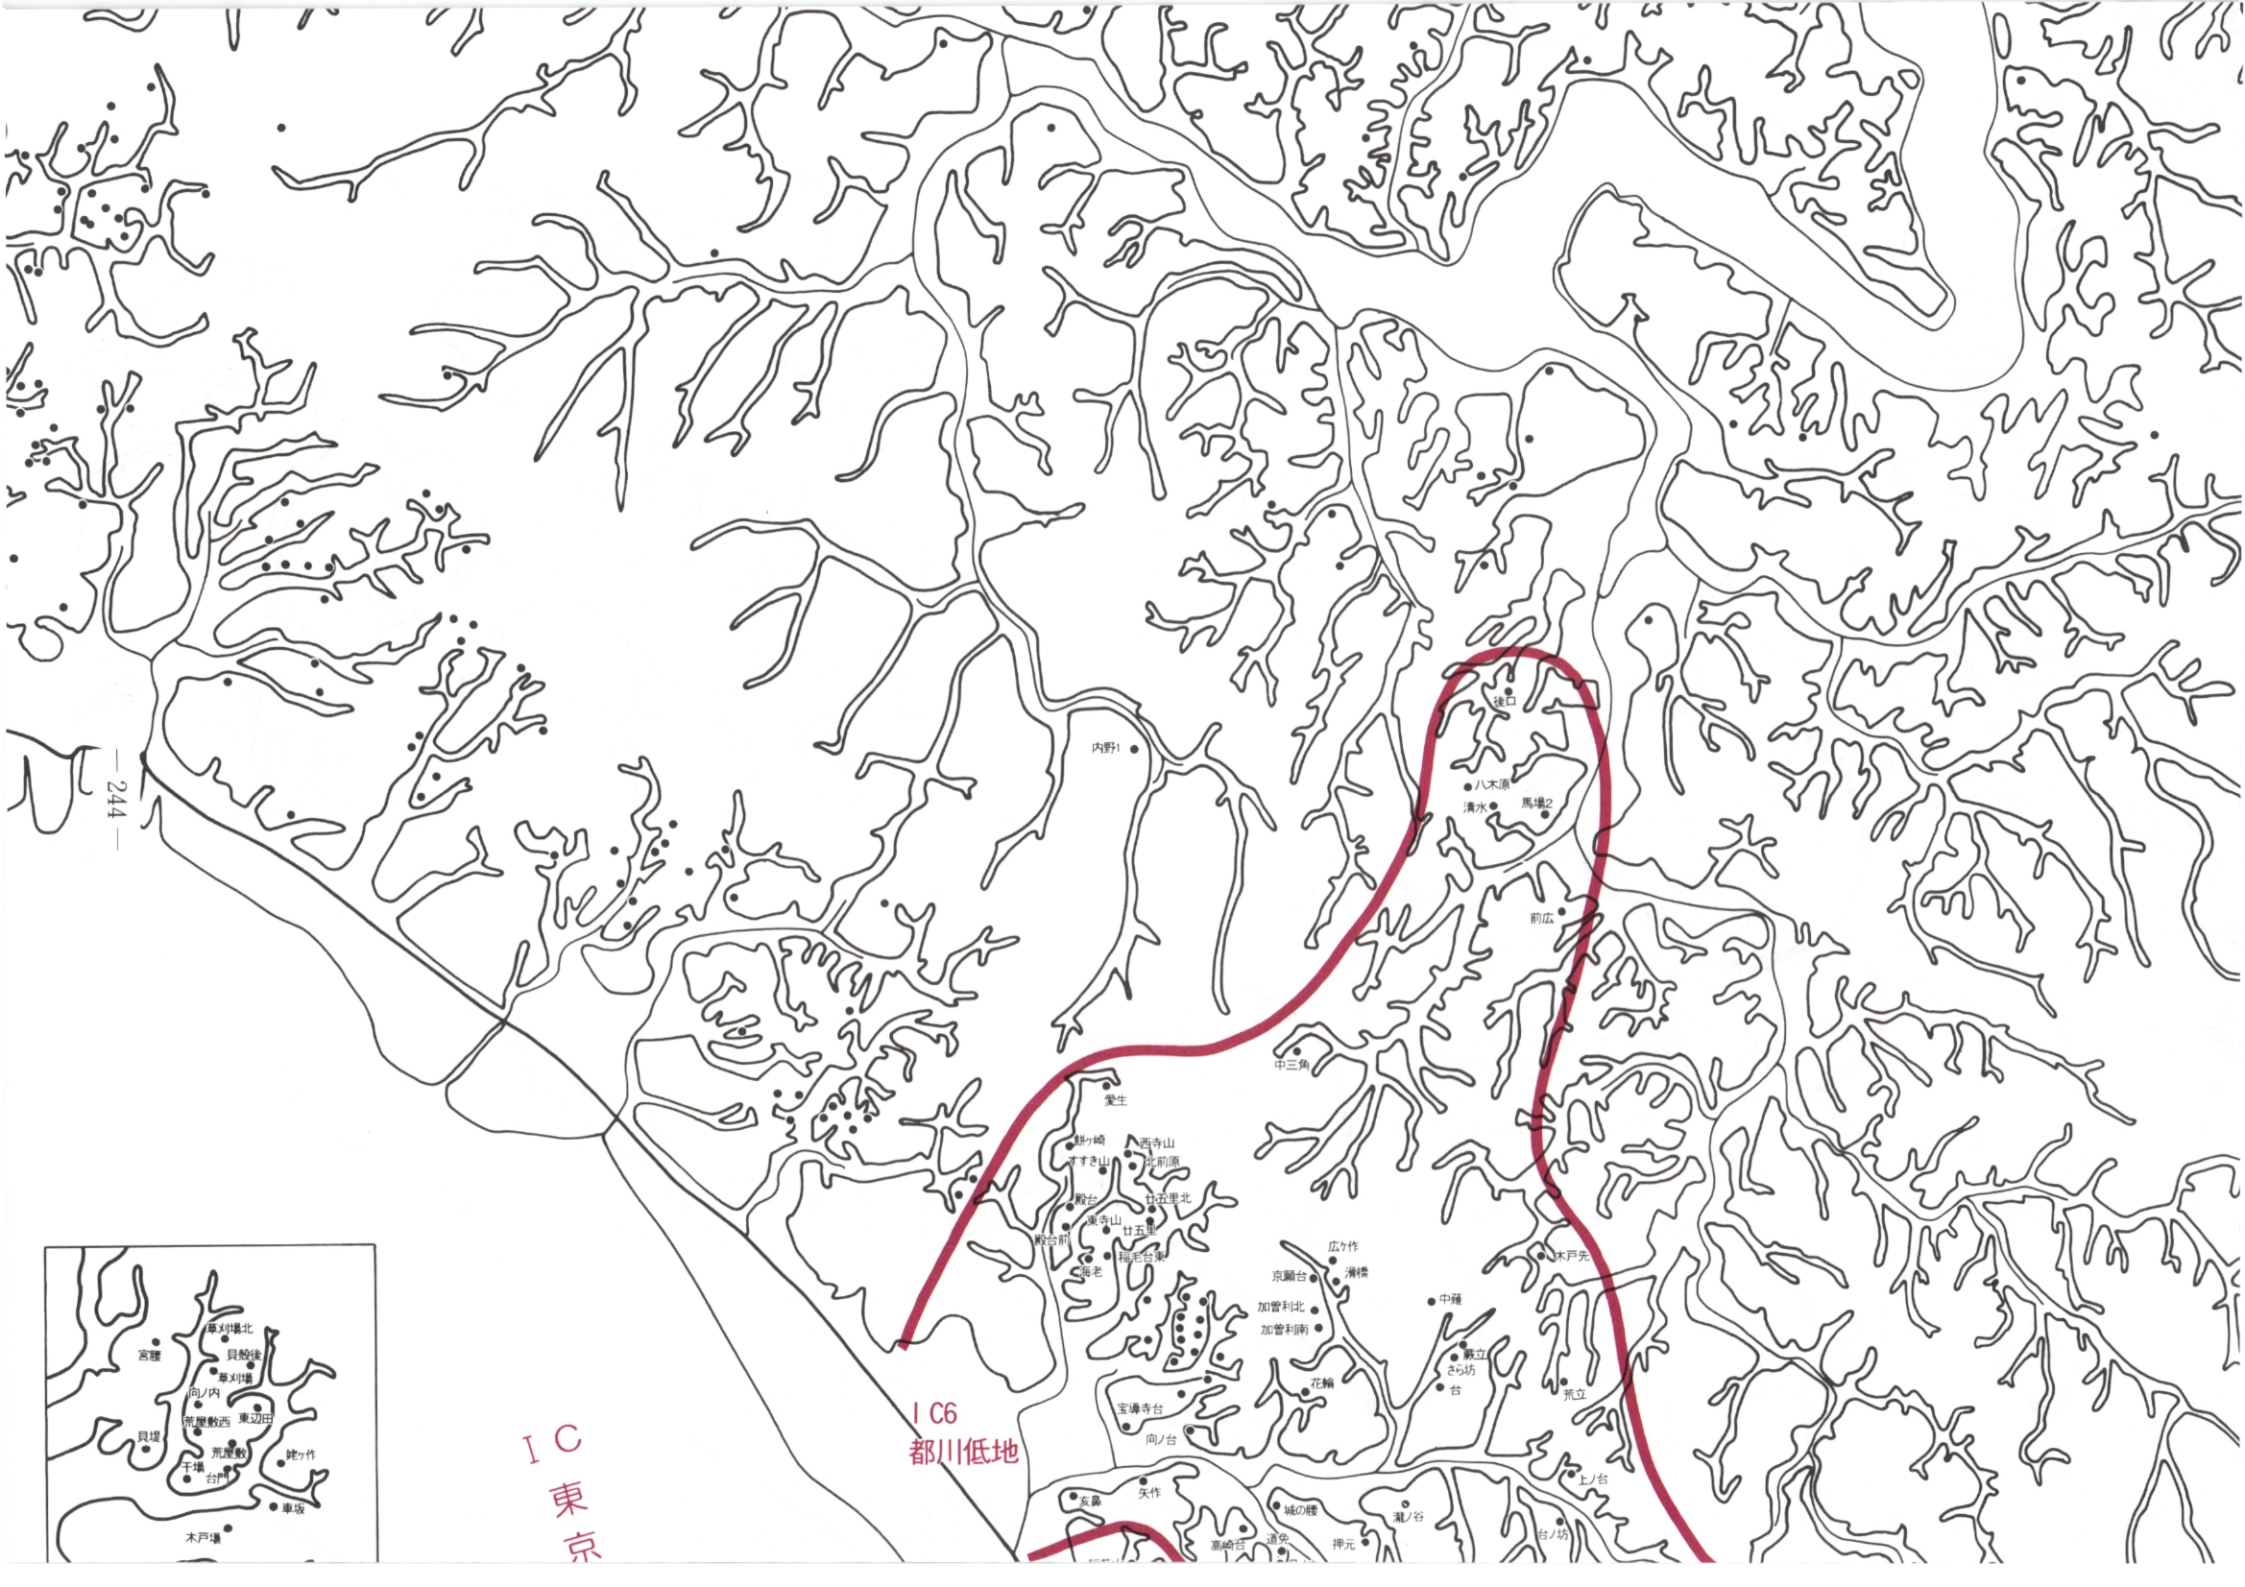 後口
内野1
八木原
清水
馬場2
前広
— 244 —
中三角
愛生
餅ヶ崎
西寺山
すすき山
北前原
殿台
廿五里北
東寺山
廿五里
殿台前
稲毛台東
海老
木戸先
広ヶ作
京願台
滑橋
加曽利北
中薙
加曽利南
蕨立
さら坊
台
花輪
荒立
宝導寺台
向ノ台
I C6
都川低地
I C
東
京
上ノ台
矢作
亥鼻
城の腰
瀧ノ谷
台ノ坊
高崎台
道免
押元
草刈場北
宮腰
貝殻後
草刈場
向ノ内
荒屋敷西
東辺田
貝堤
荒屋敷
姥ヶ作
干場
台門
車坂
木戸場